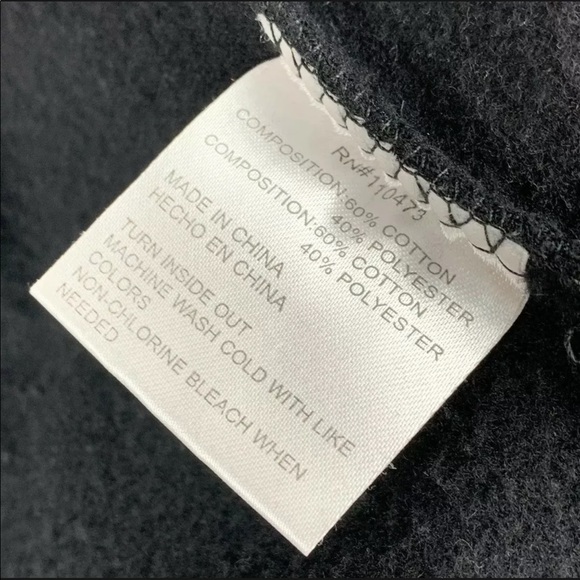 RN#110473
COMPOSITION:60% COTTON
40% POLYESTER
COMPOSITION:60% COTTON
40% POLYESTER
MADE IN CHINA
HECHO EN CHINA
TURN INSIDE OUT
MACHINE WASH COLD WITH LIKE
COLORS
NON-CHLORINE BLEACH WHEN
NEEDED